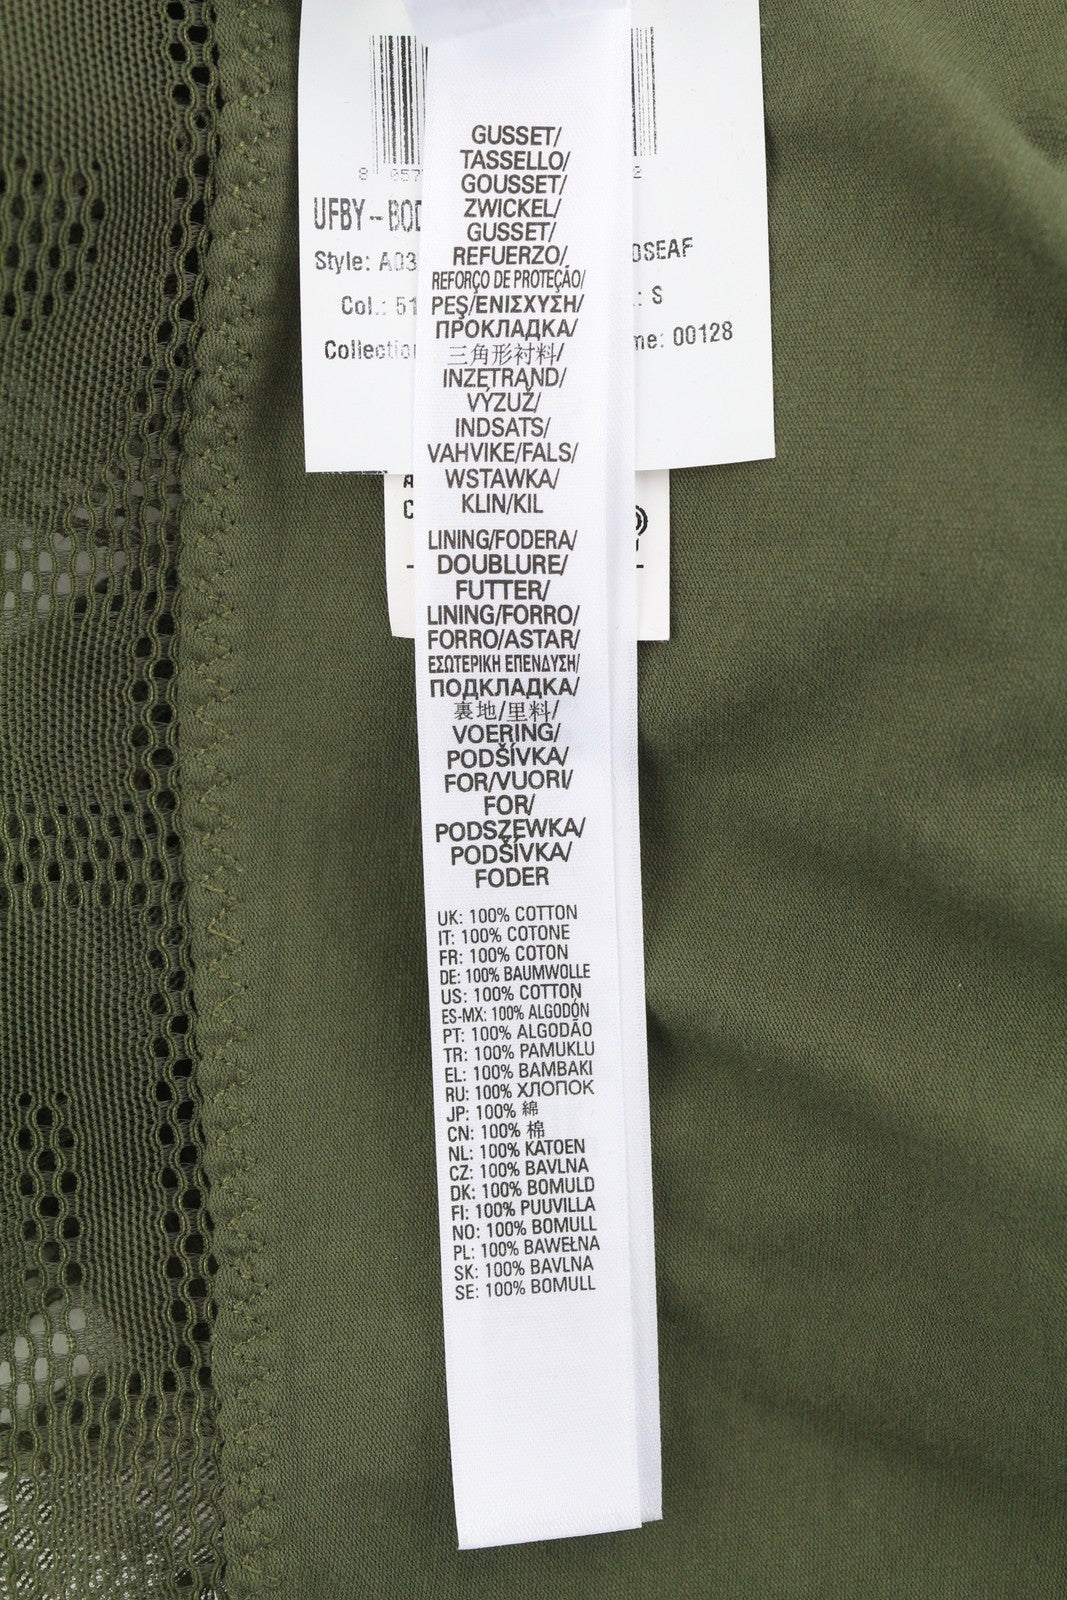 8 057
2
UFBY-BOD
Style: A03
0SEAF
Col.: 51
: S
Collection
me: 00128
GUSSET/
TASSELLO/
GOUSSET/
ZWICKEL/
GUSSET/
REFUERZO/
REFORÇO DE PROTEÇÃO/
PEŞ/ΕΝΙΣΧΥΣΗ/
ПРОКЛАДКА/
三角形衬料/
INZETRAND/
VÝZUŽ/
INDSATS/
VAHVIKE/FALS/
WSTAWKA/
KLIN/KIL
LINING/FODERA/
DOUBLURE/
FUTTER/
LINING/FORRO/
FORRO/ASTAR/
ΕΣΩΤΕΡΙΚΗ ΕΠΕΝΔΥΣΗ/
ПОДКЛАДКА/
裏地/里料/
VOERING/
PODŠÍVKA/
FOR/VUORI/
FOR/
PODSZEWKA/
PODŠÍVKA/
FODER
UK: 100% COTTON
IT: 100% COTONE
FR: 100% COTON
DE: 100% BAUMWOLLE
US: 100% COTTON
ES-MX: 100% ALGODÓN
PT: 100% ALGODÃO
TR: 100% PAMUKLU
EL: 100% ΒΑΜΒΑΚΙ
RU: 100% ХЛОПОК
JP: 100% 綿
CN: 100% 棉
NL: 100% KATOEN
CZ: 100% BAVLNA
DK: 100% BOMULD
FI: 100% PUUVILLA
NO: 100% BOMULL
PL: 100% BAWEŁNA
SK: 100% BAVLNA
SE: 100% BOMULL